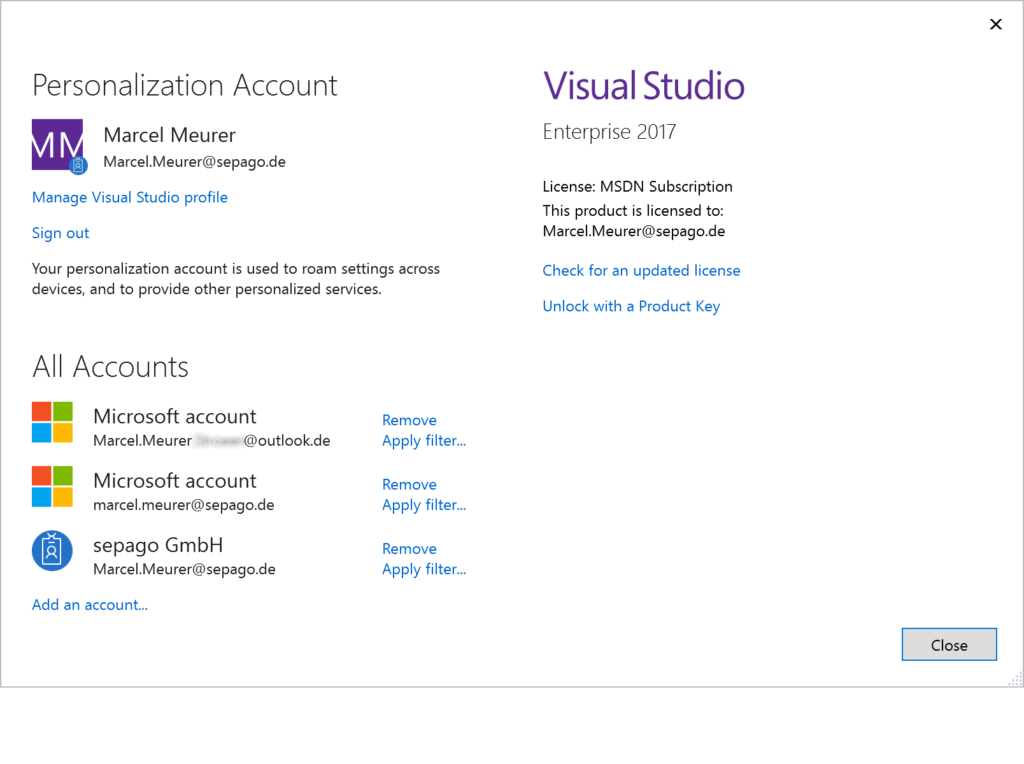 Personalization Account
MM
Marcel Meurer
Marcel.Meurer@sepago.de
Manage Visual Studio profile
Sign out
Your personalization account is used to roam settings across
devices, and to provide other personalized services.
All Accounts
Microsoft account
Marcel.Meurer @outlook.de
Remove
Apply filter...
Microsoft account
marcel.meurer@sepago.de
Remove
Apply filter...
sepago GmbH
Marcel.Meurer@sepago.de
Remove
Apply filter...
Add an account...
Visual Studio
Enterprise 2017
License: MSDN Subscription
This product is licensed to:
Marcel.Meurer@sepago.de
Check for an updated license
Unlock with a Product Key
Close